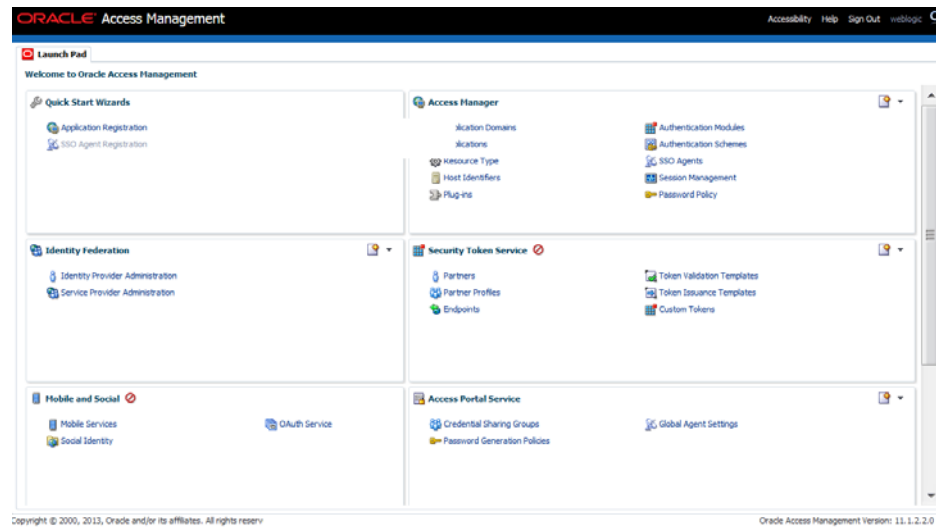 ORACLE Access Management
Accessibility Help Sign Out weblogic
Launch Pad
Welcome to Oracle Access Management
Quick Start Wizards
Application Registration
SSO Agent Registration
Access Manager
lication Domains
lications
Resource Type
Host Identifiers
Plug-ins
Authentication Modules
Authentication Schemes
SSO Agents
Session Management
Password Policy
Identity Federation
Identity Provider Administration
Service Provider Administration
Security Token Service
Partners
Partner Profiles
Endpoints
Token Validation Templates
Token Issuance Templates
Custom Tokens
Mobile and Social
Mobile Services
Social Identity
OAuth Service
Access Portal Service
Credential Sharing Groups
Password Generation Policies
Global Agent Settings
Copyright © 2000, 2013, Oracle and/or its affiliates. All rights reserv
Oracle Access Management Version: 11.1.2.2.0